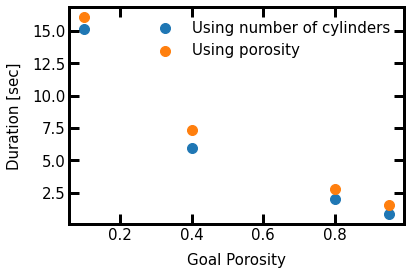 Using number of cylinders
Using porosity
Duration [sec]
15.0
12.5
10.0
7.5
5.0
2.5
0.2
0.4
0.6
0.8
Goal Porosity